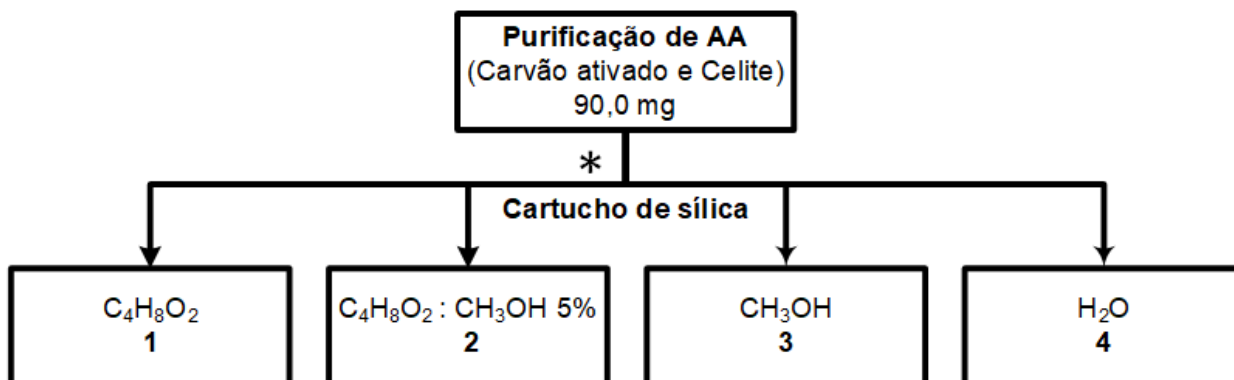 Purificação de AA
(Carvão ativado e Celite)
90,0 mg
*
Cartucho de sílica
C₄H₈O₂
1
C₄H₈O₂ : CH₃OH 5%
2
CH₃OH
3
H₂O
4